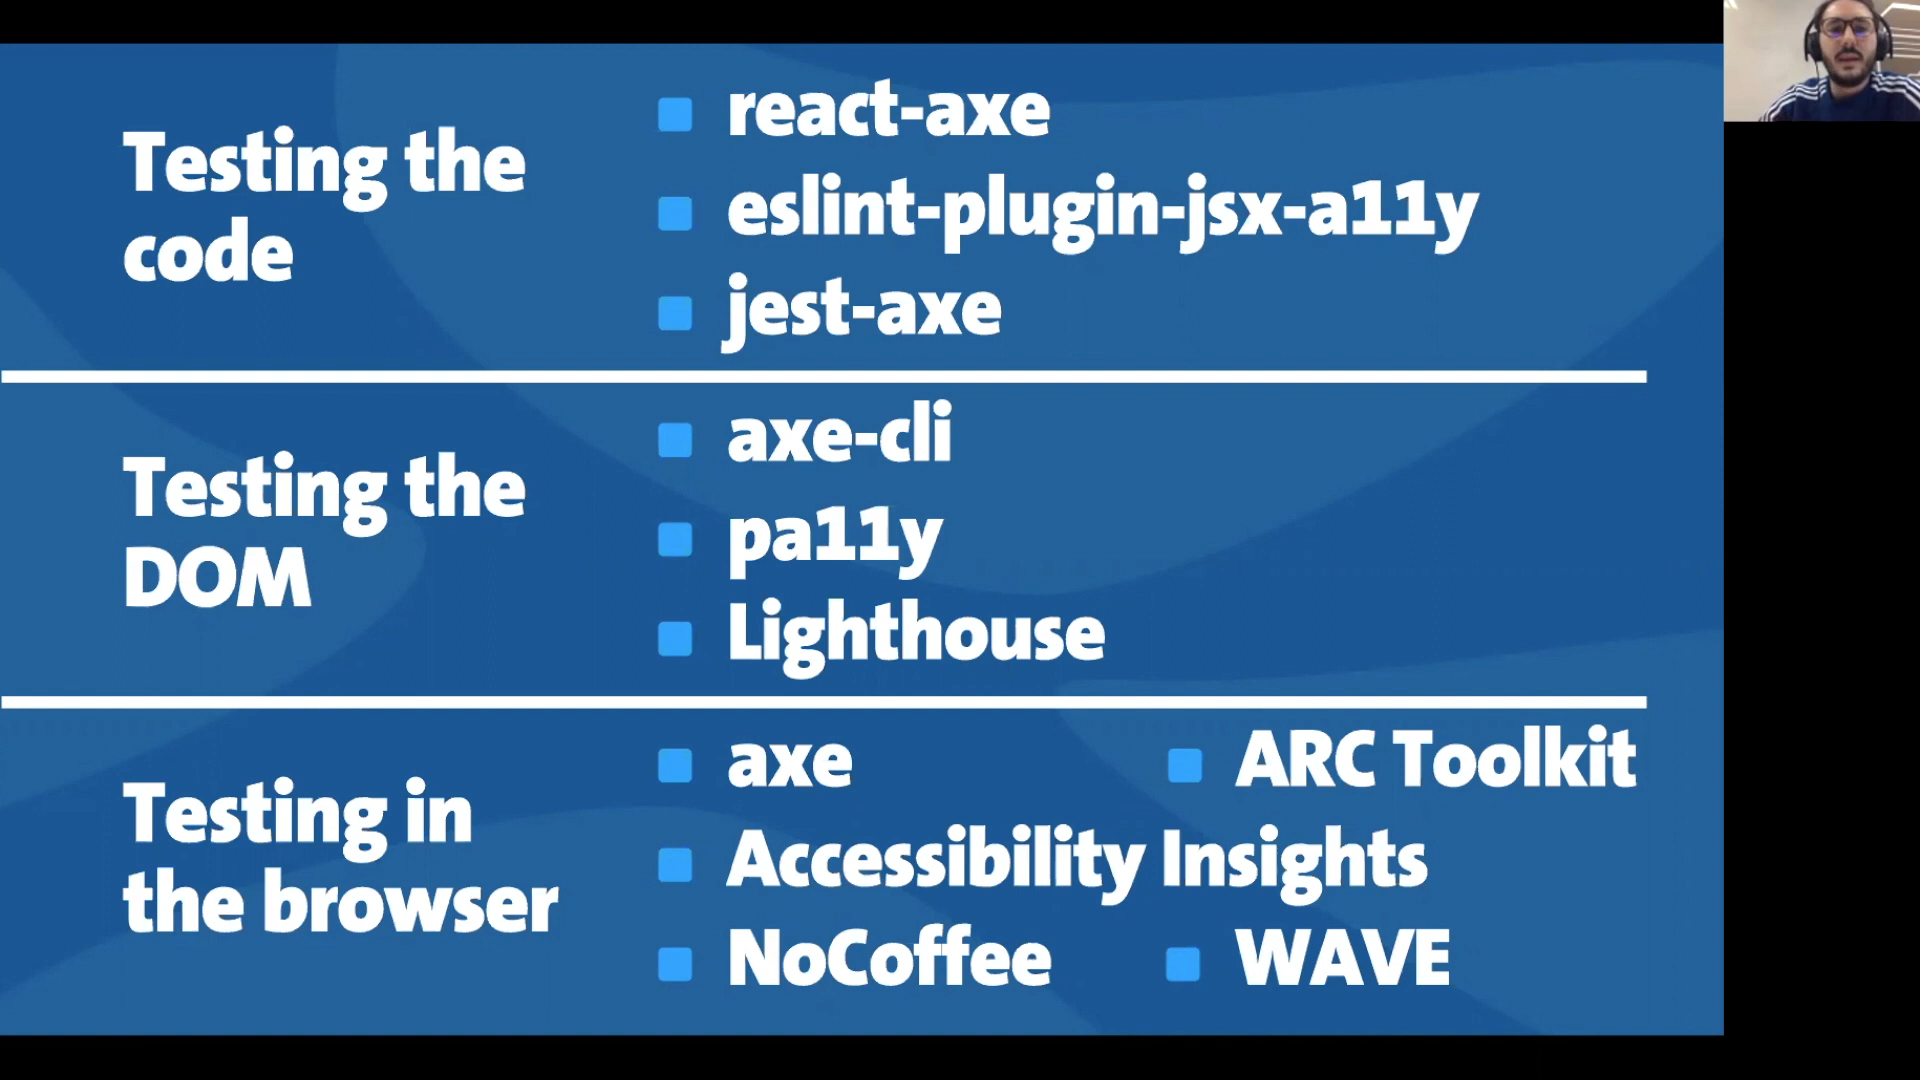 Testing the
code
react-axe
eslint-plugin-jsx-a11y
jest-axe
Testing the
DOM
axe-cli
pa11y
Lighthouse
Testing in
the browser
axe
ARC Toolkit
Accessibility Insights
NoCoffee
WAVE